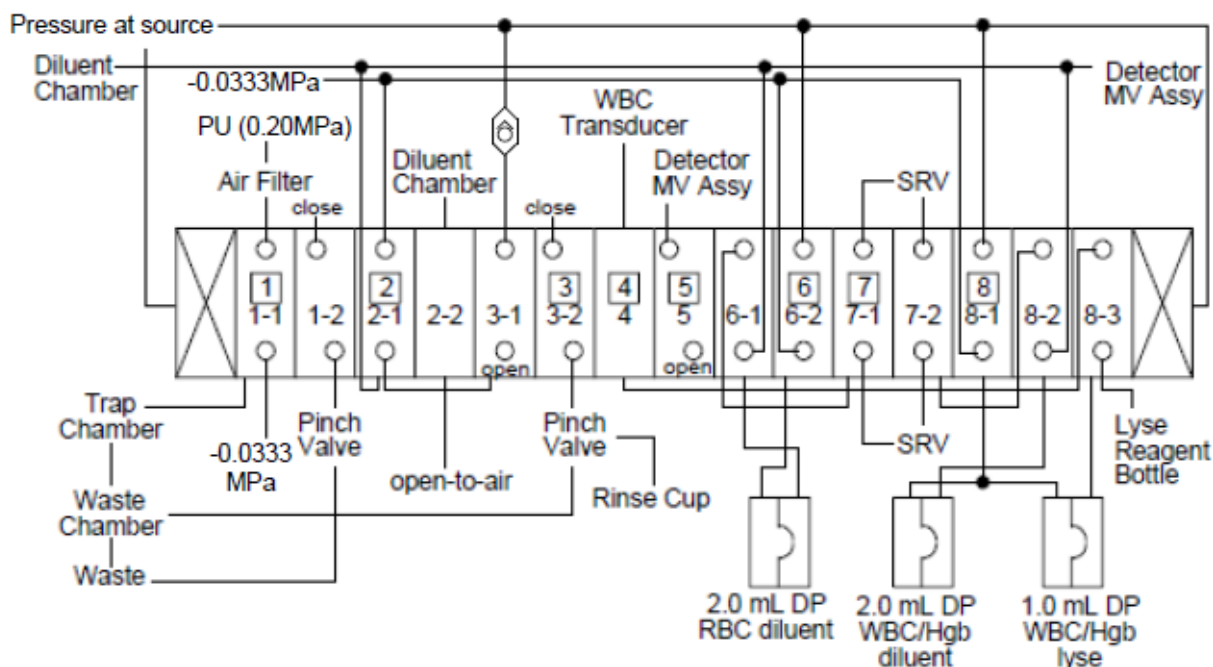 Pressure at source
Diluent
Chamber
-0.0333MPa
PU (0.20MPa)
Air Filter
close
Diluent
Chamber
close
WBC
Transducer
Detector
MV Assy
SRV
Detector
MV Assy
1
2
3
4
5
6
7
8
1-1
1-2
2-1
2-2
3-1
3-2
4
5
6-1
6-2
7-1
7-2
8-1
8-2
8-3
open
open
Trap
Chamber
-0.0333
MPa
Pinch
Valve
open-to-air
Pinch
Valve
Rinse Cup
SRV
Lyse
Reagent
Bottle
Waste
Chamber
Waste
2.0 mL DP
RBC diluent
2.0 mL DP
WBC/Hgb
diluent
1.0 mL DP
WBC/Hgb
lyse